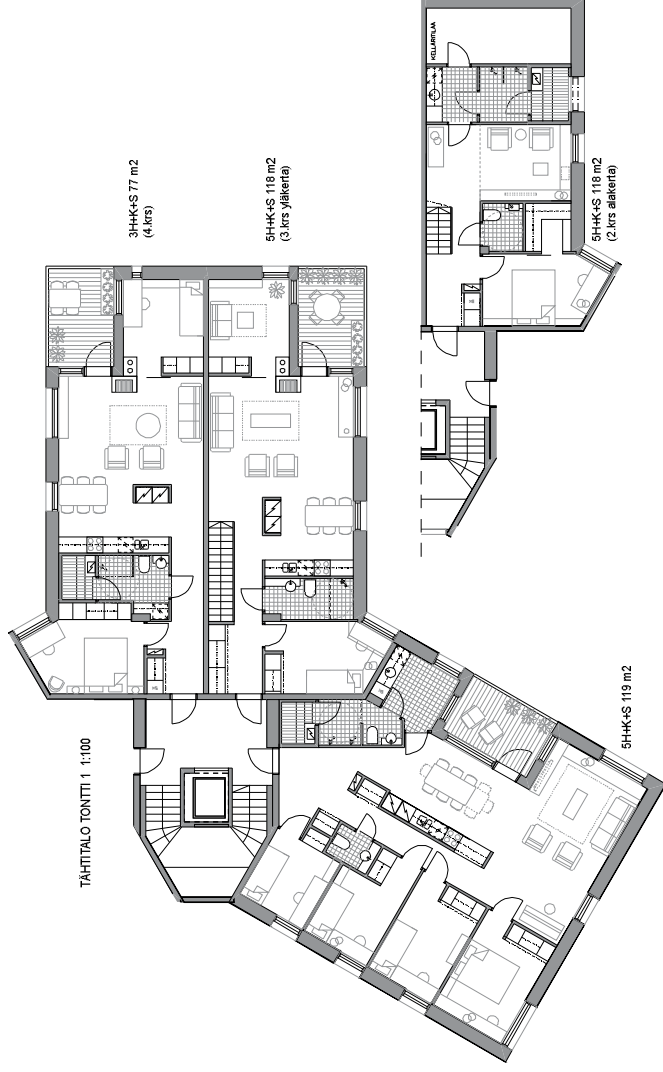 KELLARITILAA
3H+K+S 77 m2
(4.krs)
5H+K+S 118 m2
(3.krs yläkerta)
5H+K+S 118 m2
(2.krs alakerta)
TÄHTITALO TONTTI 1  1:100
5H+K+S 119 m2